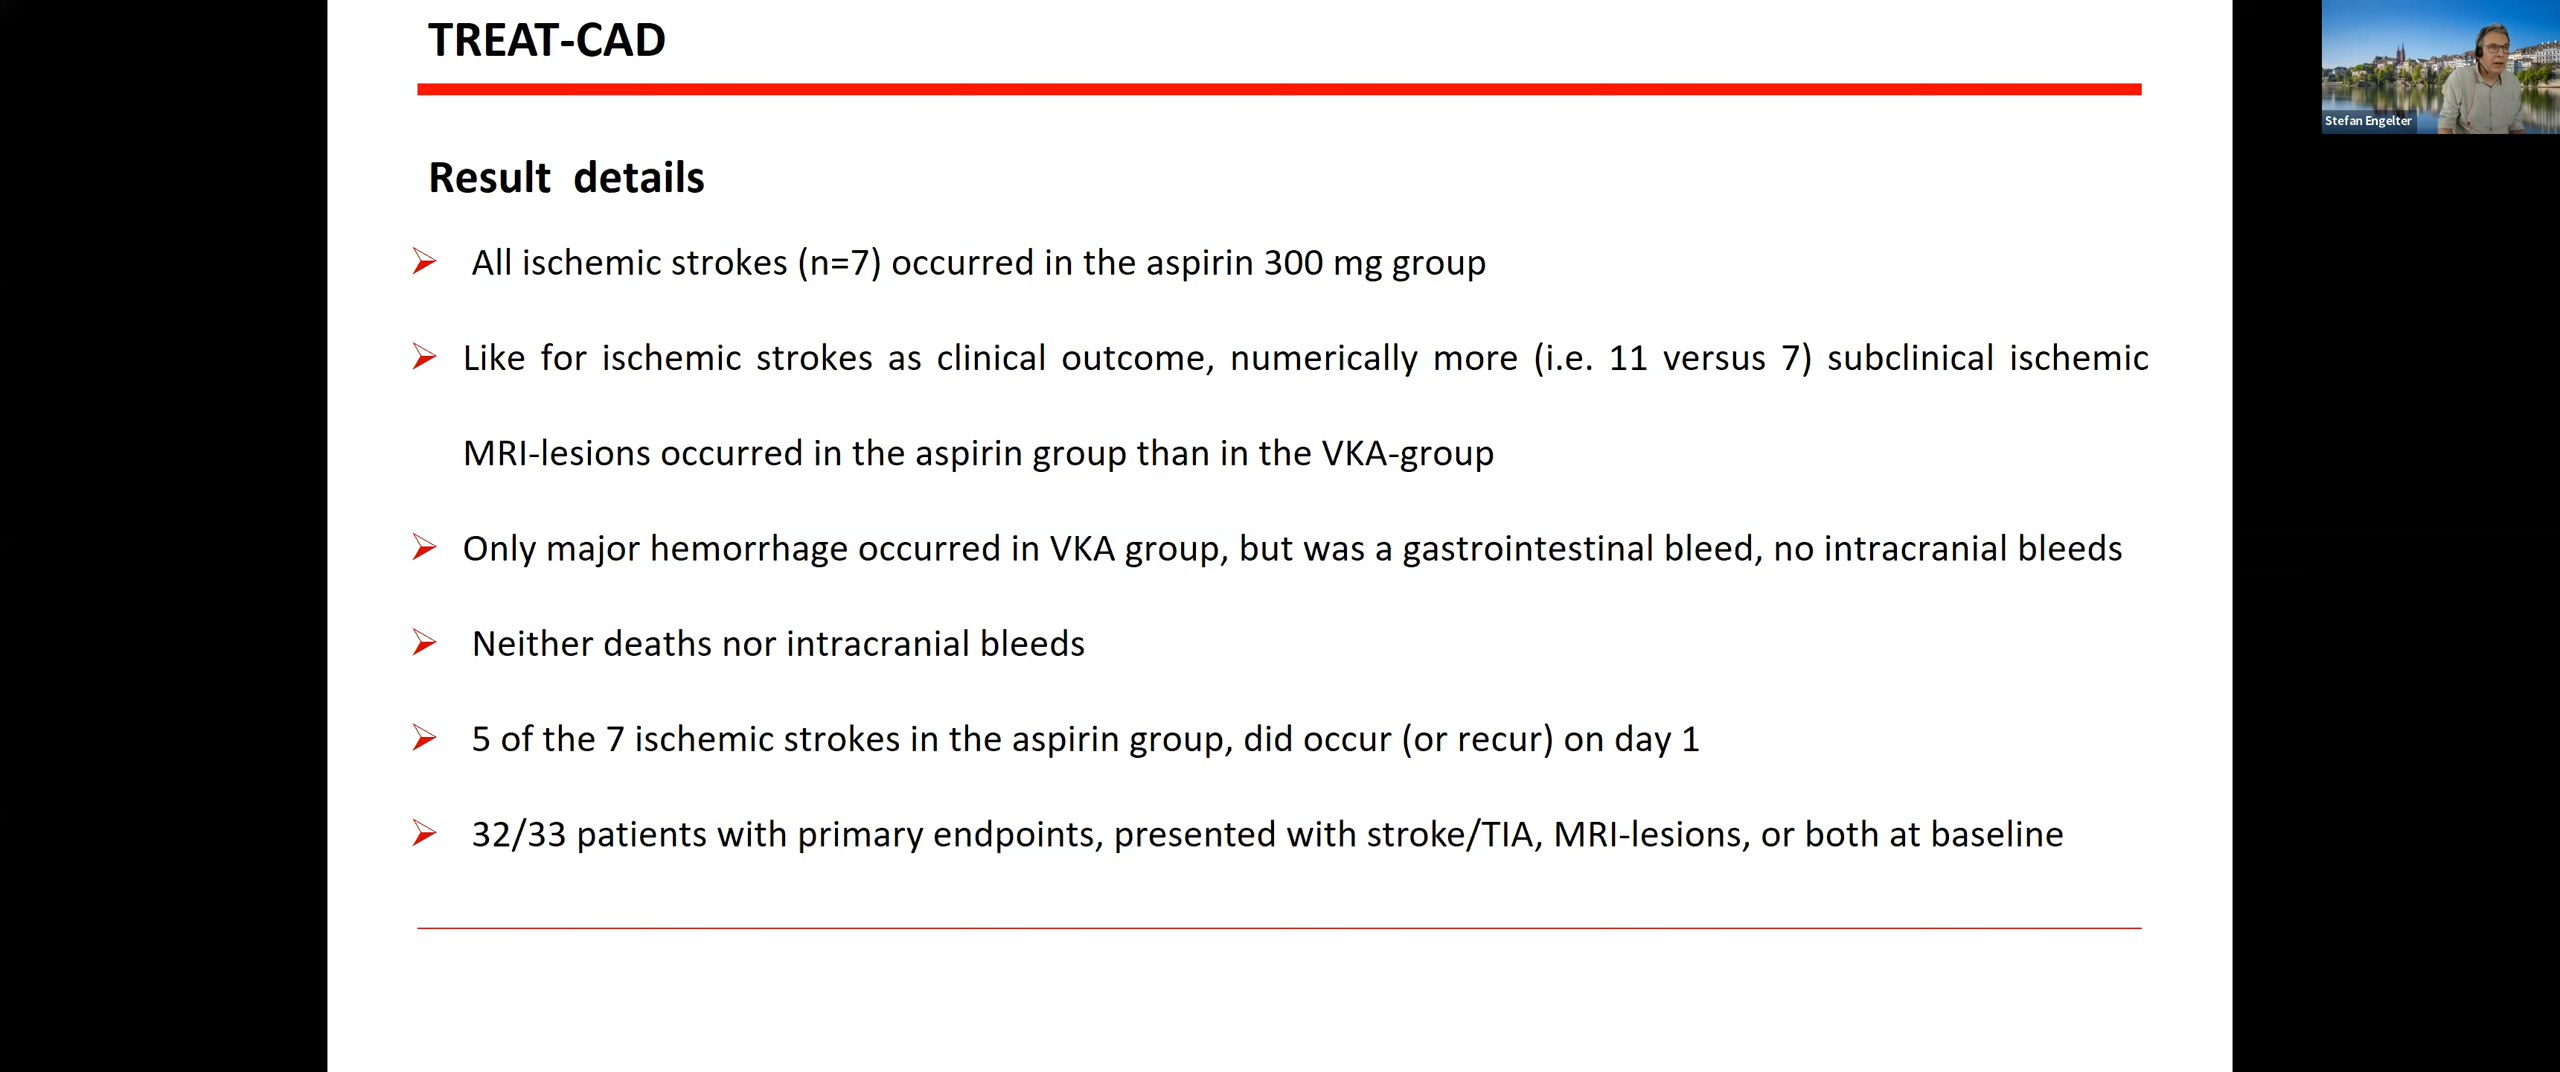 TREAT-CAD
Stefan Engelter
Result details
All ischemic strokes (n=7) occurred in the aspirin 300 mg group
Like for ischemic strokes as clinical outcome, numerically more (i.e. 11 versus 7) subclinical ischemic
MRI-lesions occurred in the aspirin group than in the VKA-group
Only major hemorrhage occurred in VKA group, but was a gastrointestinal bleed, no intracranial bleeds
Neither deaths nor intracranial bleeds
5 of the 7 ischemic strokes in the aspirin group, did occur (or recur) on day 1
32/33 patients with primary endpoints, presented with stroke/TIA, MRI-lesions, or both at baseline